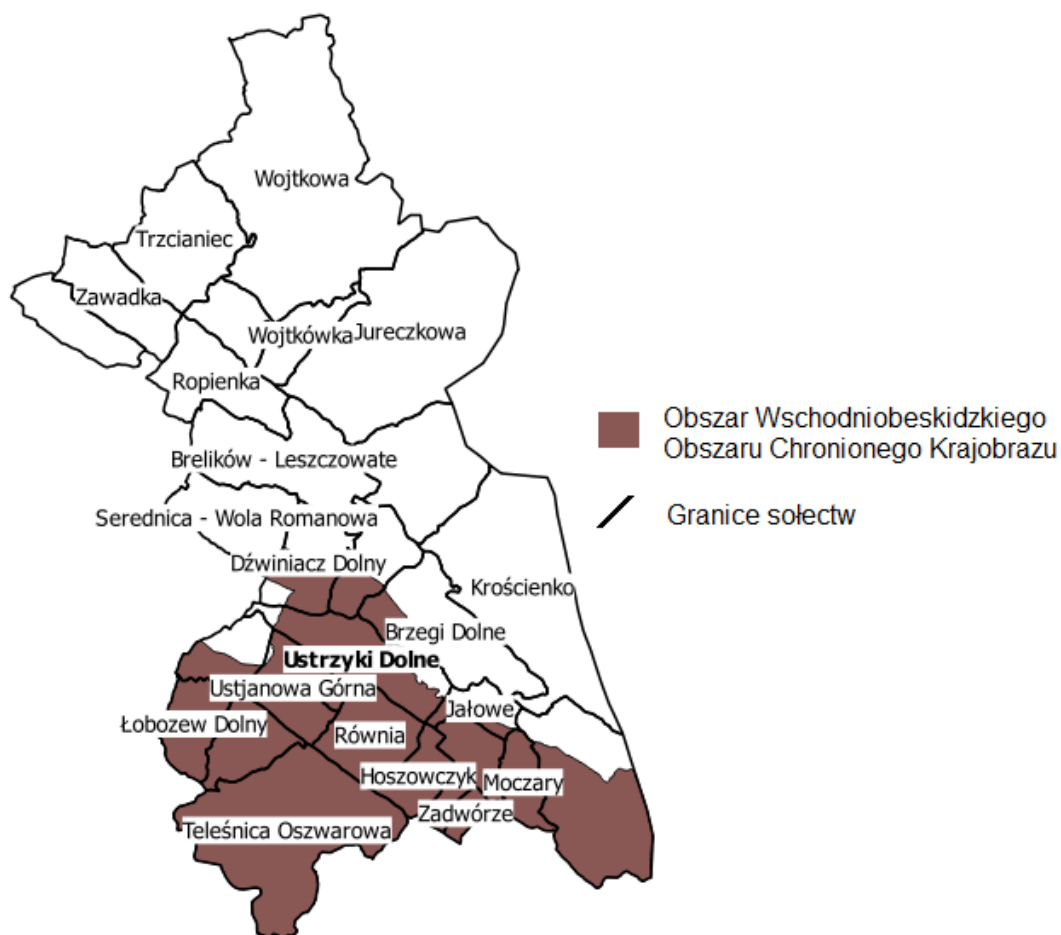 Wojtkowa
Trzcianiec
Zawadka
Wojtkówka
Jureczkowa
Ropienka
Obszar Wschodniobeskidzkiego
Obszaru Chronionego Krajobrazu
Brelików - Leszczowate
Serednica - Wola Romanowa
Granice sołectw
Dźwiniacz Dolny
Krościenko
Brzegi Dolne
Ustrzyki Dolne
Ustjanowa Górna
Jałowe
Łobozew Dolny
Równia
Hoszowczyk
Moczary
Zadwórze
Teleśnica Oszwarowa